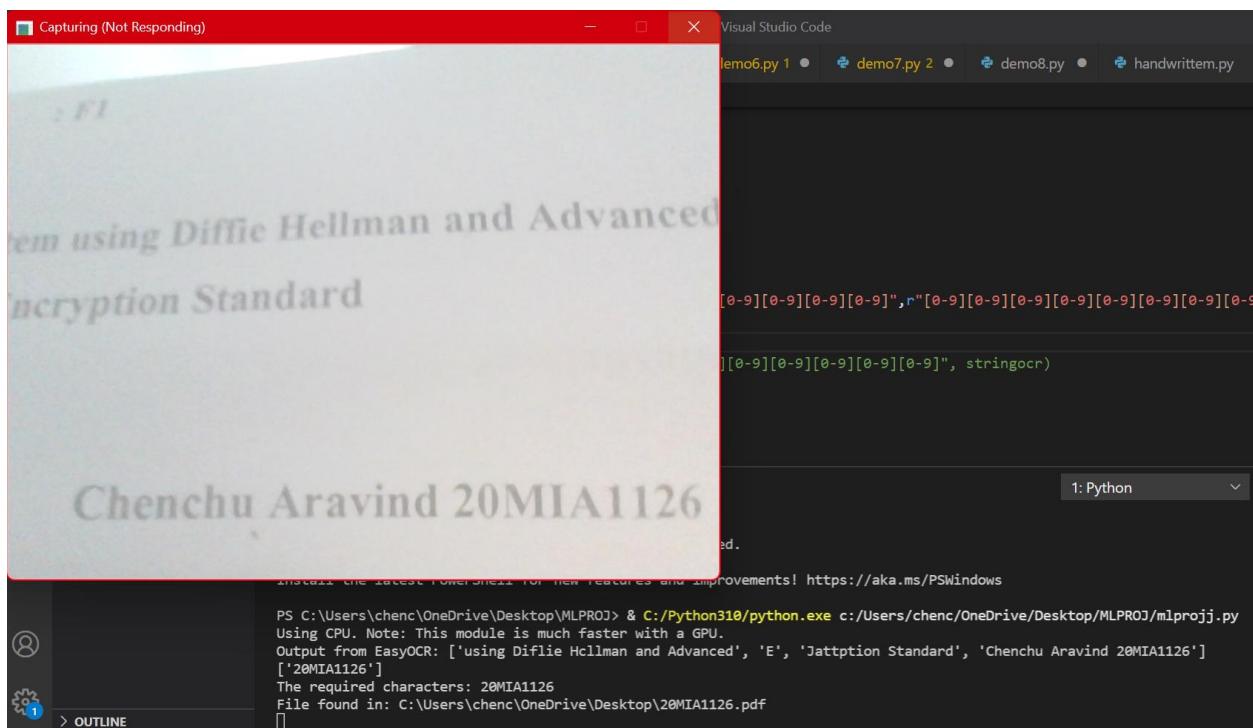 Capturing (Not Responding)
Visual Studio Code
demo6.py 1
demo7.py 2
demo8.py
handwrittem.py
: F1
tem using Diffie Hellman and Advanced
Encryption Standard
Chenchu Aravind 20MIA1126
[0-9][0-9][0-9][0-9]",r"[0-9][0-9][0-9][0-9][0-9][0-9][0-9][0-9
][0-9][0-9][0-9][0-9][0-9]", stringocr)
1: Python
ed.
Install the latest PowerShell for new features and improvements! https://aka.ms/PSWindows
PS C:\Users\chenc\OneDrive\Desktop\MLPROJ> & C:/Python310/python.exe c:/Users/chenc/OneDrive/Desktop/MLPROJ/mlprojj.py
Using CPU. Note: This module is much faster with a GPU.
Output from EasyOCR: ['using Diflie Hcllman and Advanced', 'E', 'Jattption Standard', 'Chenchu Aravind 20MIA1126']
['20MIA1126']
The required characters: 20MIA1126
File found in: C:\Users\chenc\OneDrive\Desktop\20MIA1126.pdf
1
> OUTLINE